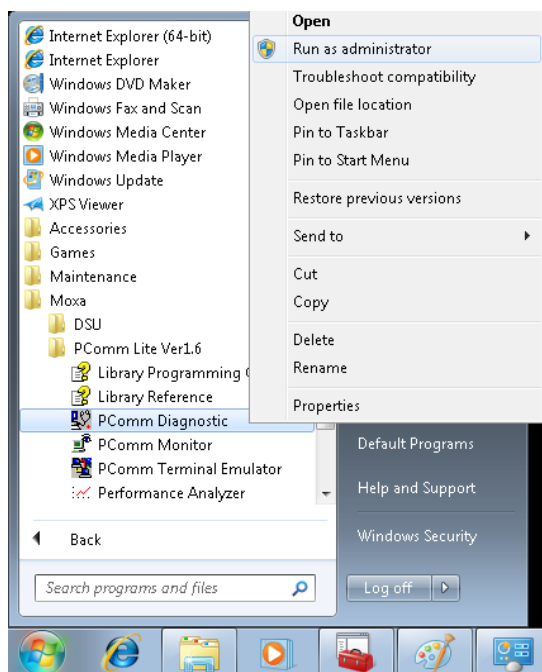 Internet Explorer (64-bit)
Internet Explorer
Windows DVD Maker
Windows Fax and Scan
Windows Media Center
Windows Media Player
Windows Update
XPS Viewer
Accessories
Games
Maintenance
Moxa
DSU
PComm Lite Ver1.6
Library Programming
Library Reference
PComm Diagnostic
PComm Monitor
PComm Terminal Emulator
Performance Analyzer
Back
Search programs and files
Open
Run as administrator
Troubleshoot compatibility
Open file location
Pin to Taskbar
Pin to Start Menu
Restore previous versions
Send to
Cut
Copy
Delete
Rename
Properties
Default Programs
Help and Support
Windows Security
Log off